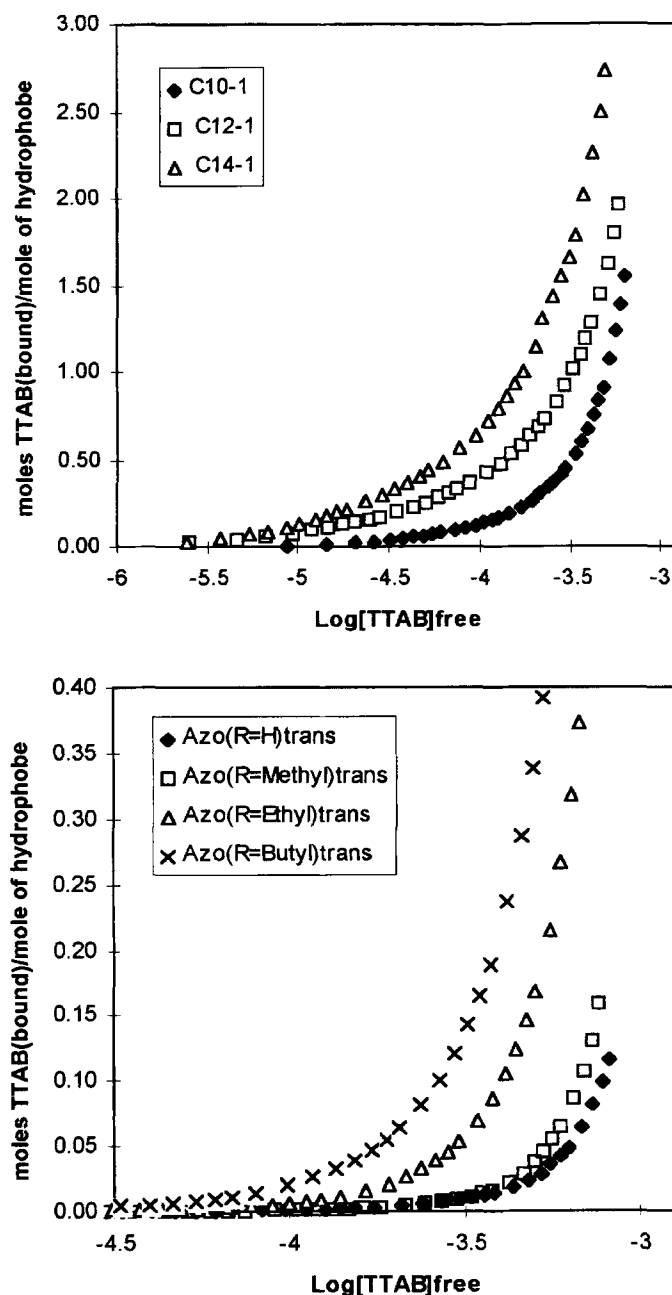 3.00
2.50
2.00
1.50
1.00
0.50
0.00
moles TTAB(bound)/mole of hydrophobe
C10-1
C12-1
C14-1
-6 -5.5 -5 -4.5 -4 -3.5 -3
Log[TTAB]free
0.40
0.35
0.30
0.25
0.20
0.15
0.10
0.05
0.00
moles TTAB(bound)/mole of hydrophobe
Azo(R=H)trans
Azo(R=Methyl)trans
Azo(R=Ethyl)trans
Azo(R=Butyl)trans
-4.5 -4 -3.5 -3
Log[TTAB]free